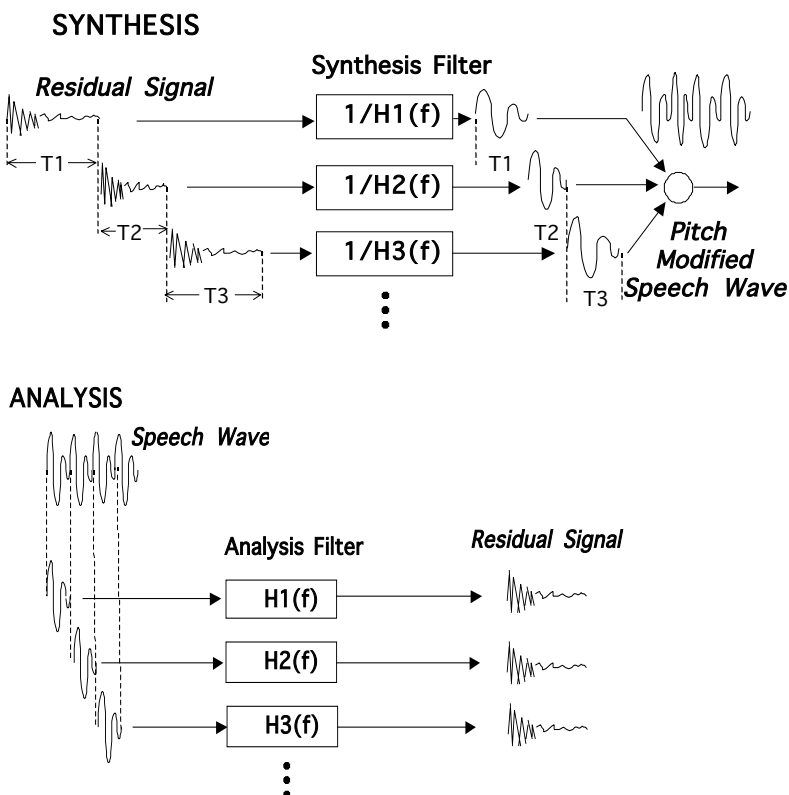 SYNTHESIS
Residual Signal
Synthesis Filter
1/H1(f)
T1
T1
1/H2(f)
T2
T2
1/H3(f)
T3
T3
Pitch
Modified
Speech Wave
ANALYSIS
Speech Wave
Analysis Filter
Residual Signal
H1(f)
H2(f)
H3(f)